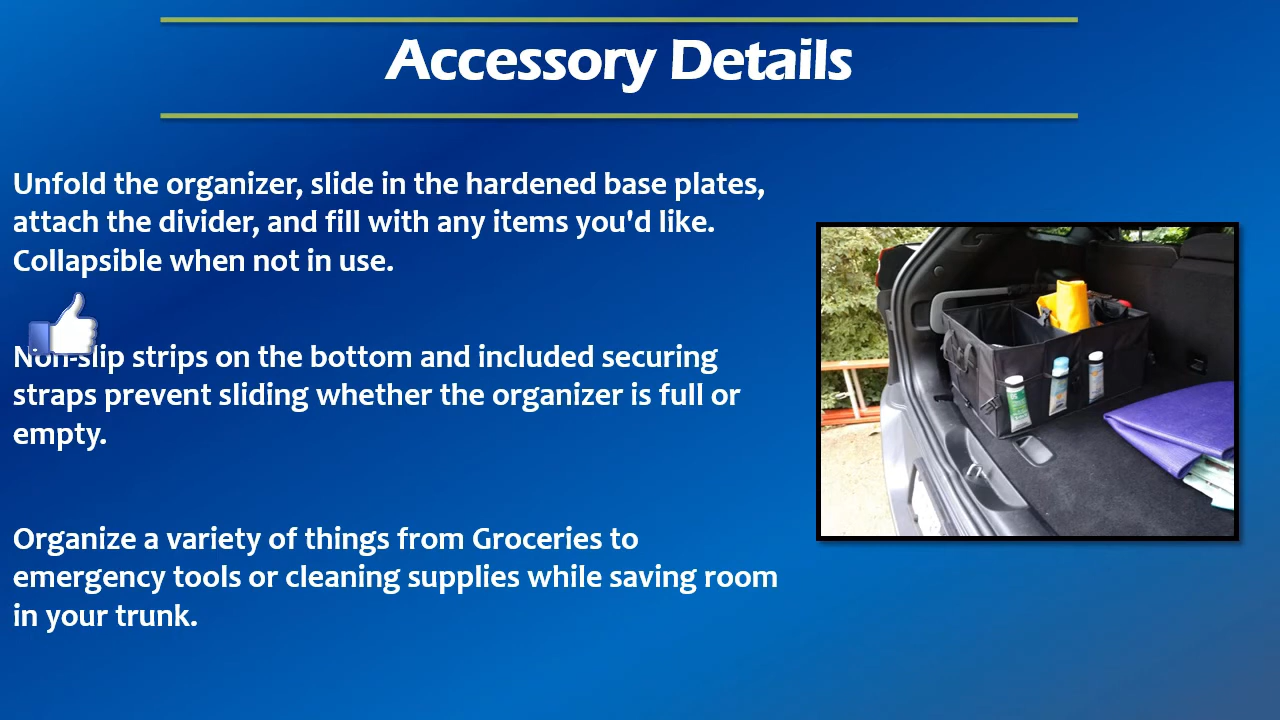 Accessory Details
Unfold the organizer, slide in the hardened base plates,
attach the divider, and fill with any items you'd like.
Collapsible when not in use.
Non-slip strips on the bottom and included securing
straps prevent sliding whether the organizer is full or
empty.
Organize a variety of things from Groceries to
emergency tools or cleaning supplies while saving room
in your trunk.